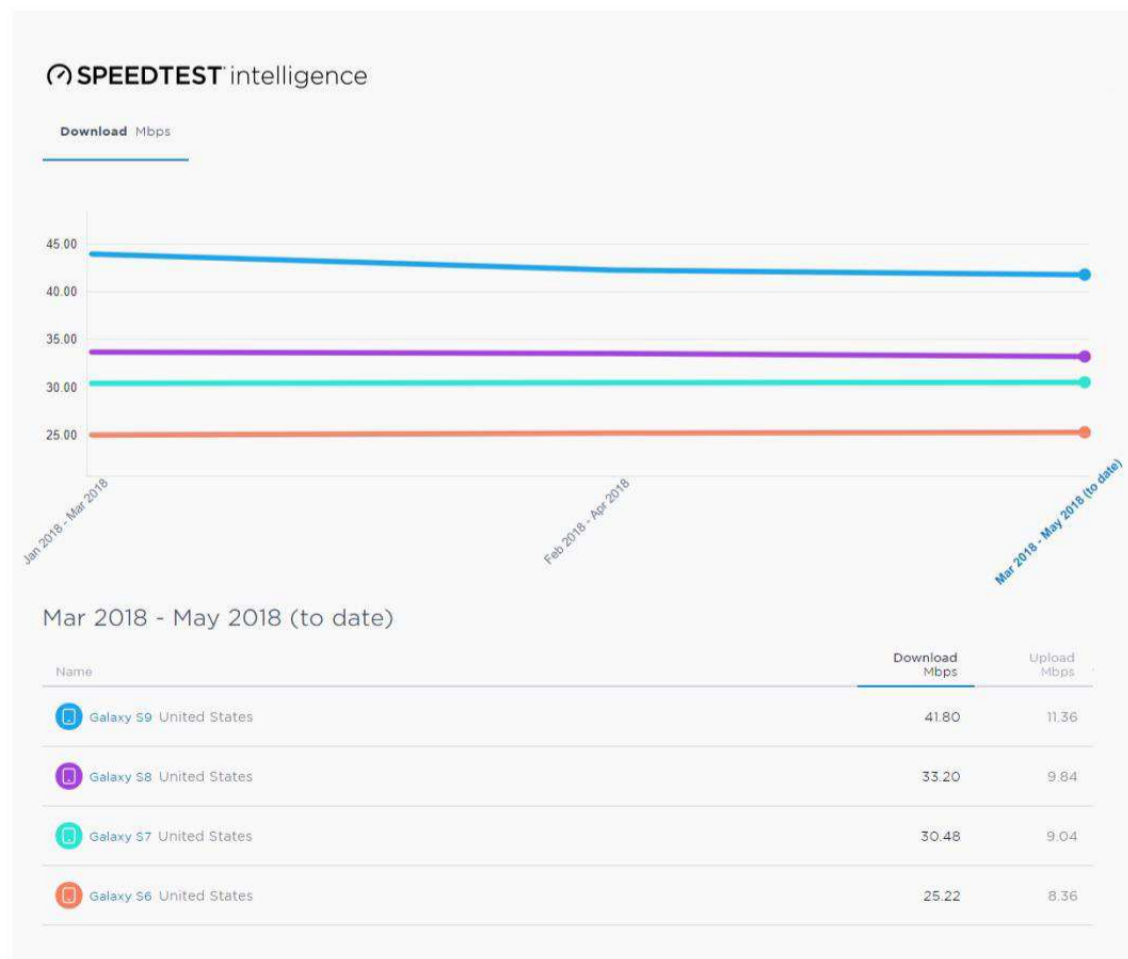 SPEEDTEST intelligence
Download Mbps
45.00
40.00
35.00
30.00
25.00
Jan 2018 - Mar 2018
Feb 2018 - Apr 2018
Mar 2018 - May 2018 (to date)
Mar 2018 - May 2018 (to date)
Name Download Mbps Upload Mbps
Galaxy S9 United States 41.80 11.36
Galaxy S8 United States 33.20 9.84
Galaxy S7 United States 30.48 9.04
Galaxy S6 United States 25.22 8.36